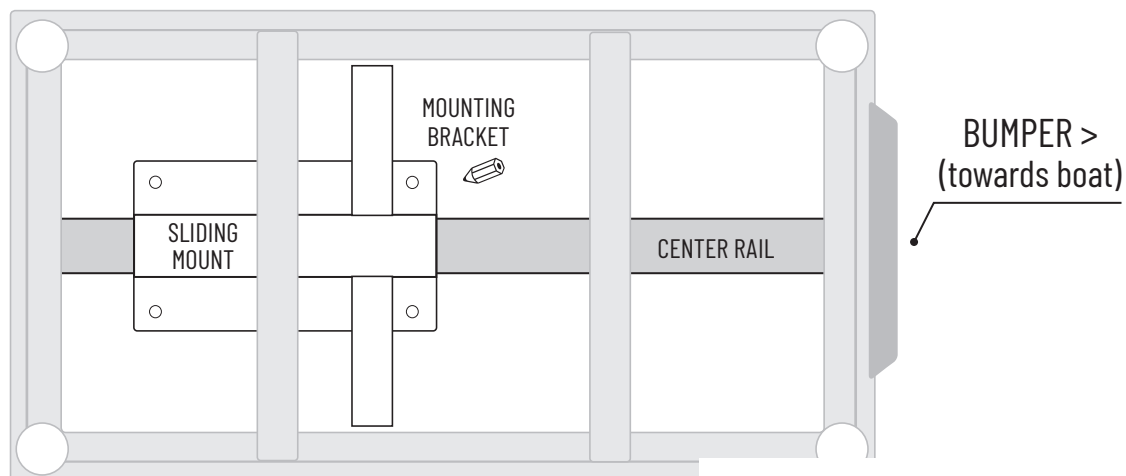 MOUNTING
BRACKET
BUMPER >
(towards boat)
SLIDING
MOUNT
CENTER RAIL